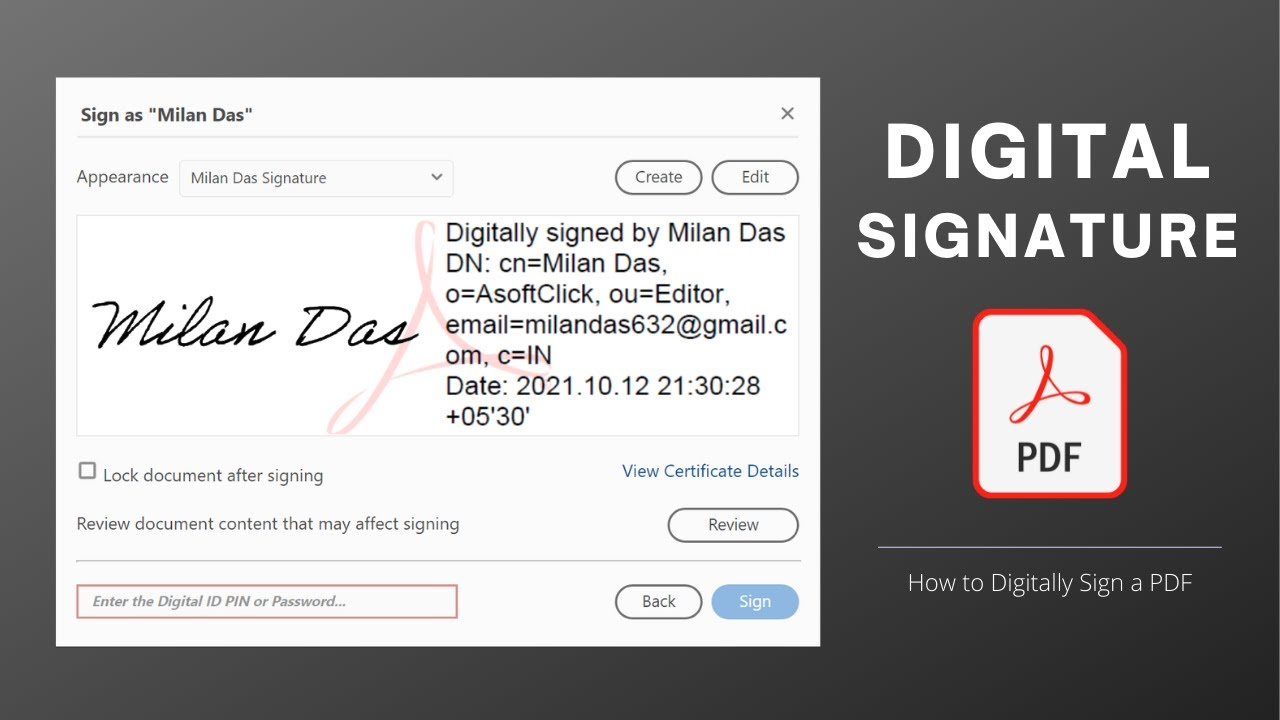 Sign as "Milan Das"
Appearance
Milan Das Signature
Create
Edit
Milan Das
Digitally signed by Milan Das
DN: cn=Milan Das,
o=AsoftClick, ou=Editor,
email=milandas632@gmail.c
om, c=IN
Date: 2021.10.12 21:30:28
+05'30'
Lock document after signing
View Certificate Details
Review document content that may affect signing
Review
Enter the Digital ID PIN or Password...
Back
Sign
DIGITAL
SIGNATURE
PDF
How to Digitally Sign a PDF